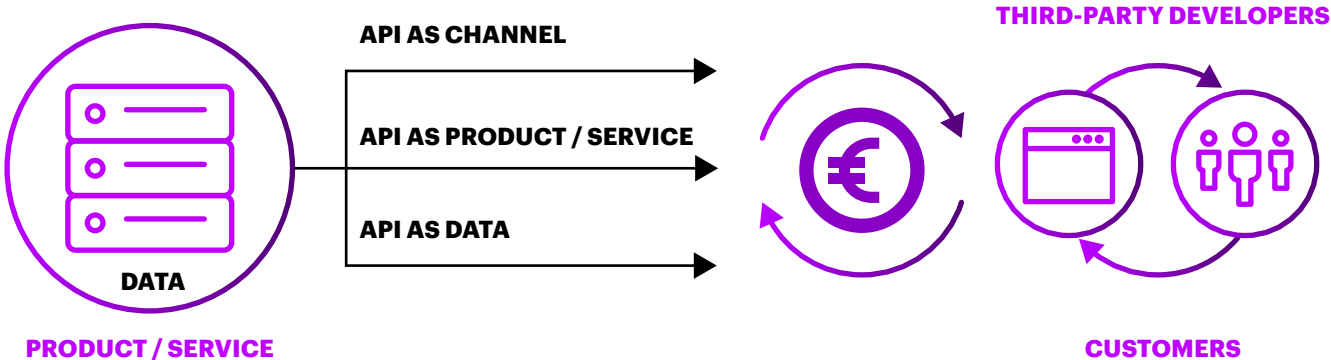 THIRD-PARTY DEVELOPERS
API AS CHANNEL
API AS PRODUCT / SERVICE
€
API AS DATA
DATA
PRODUCT / SERVICE
CUSTOMERS